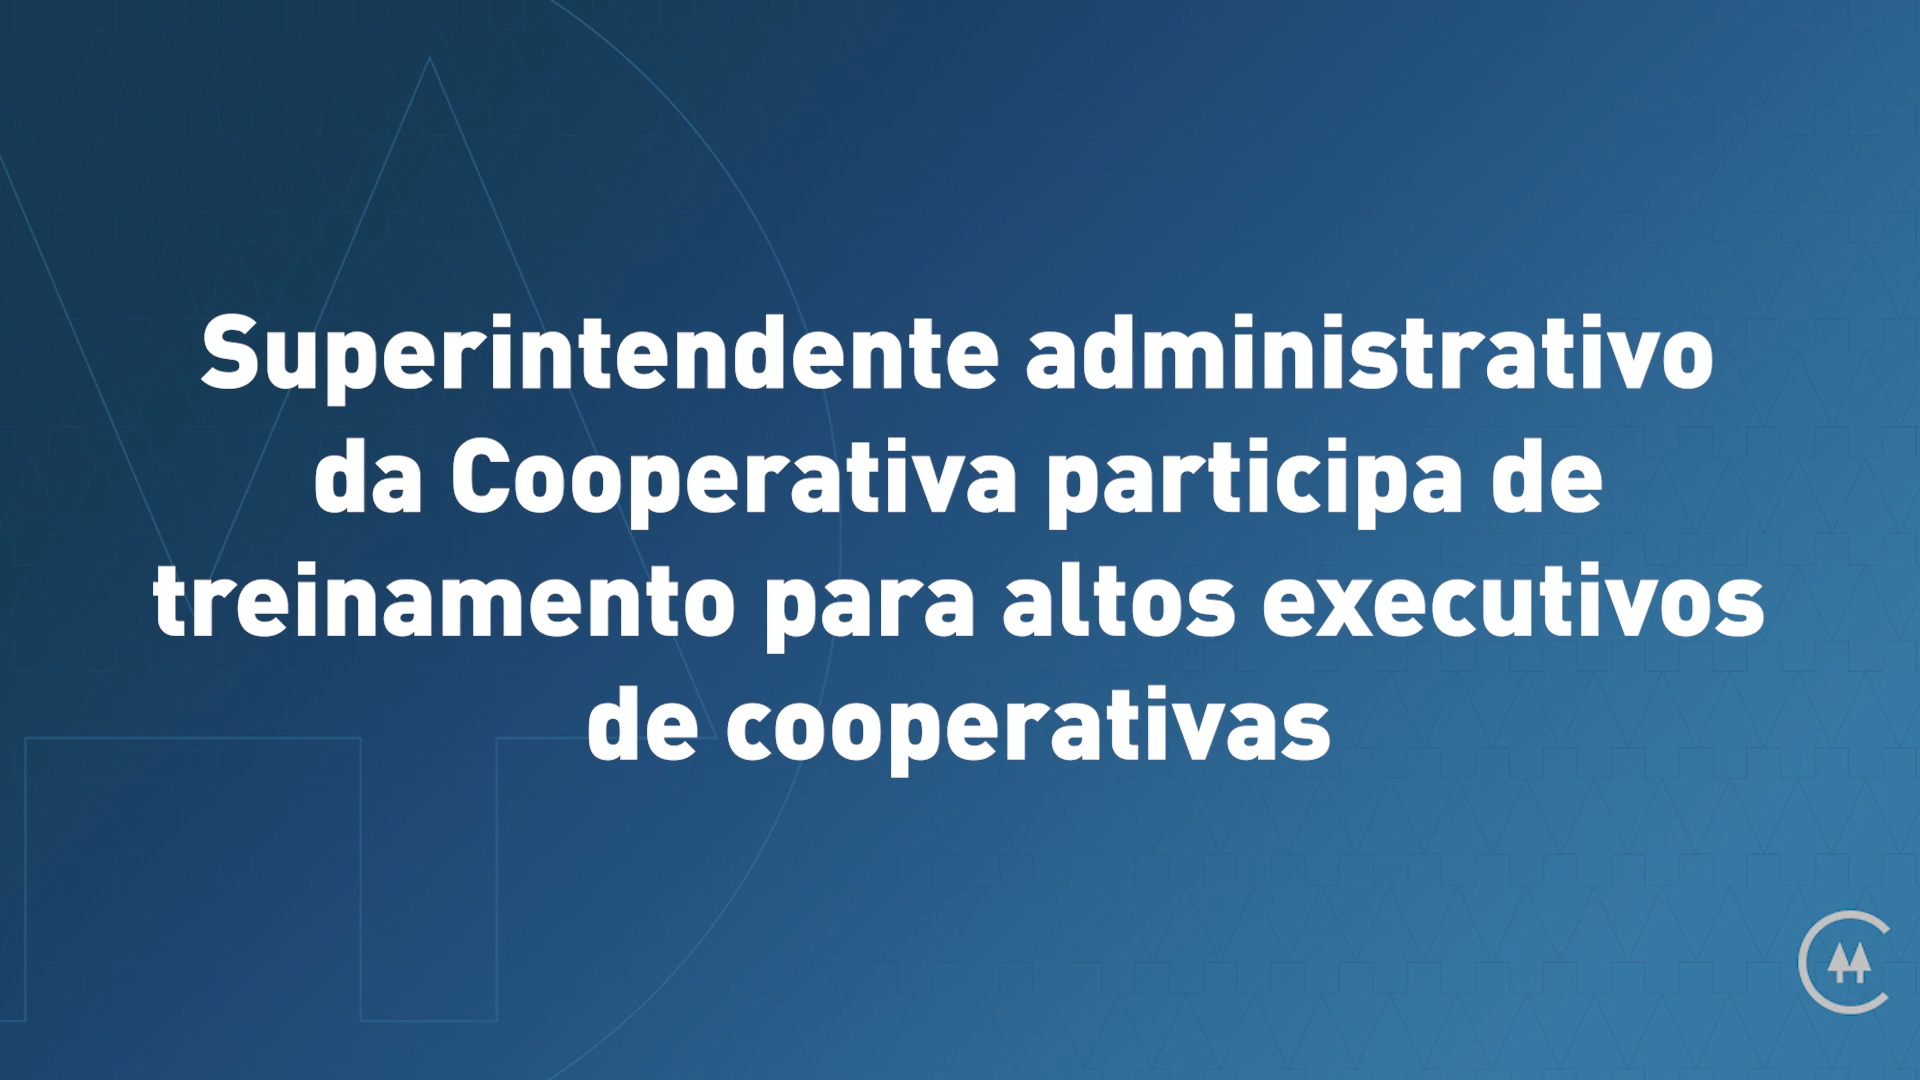 Superintendente administrativo
da Cooperativa participa de
treinamento para altos executivos
de cooperativas